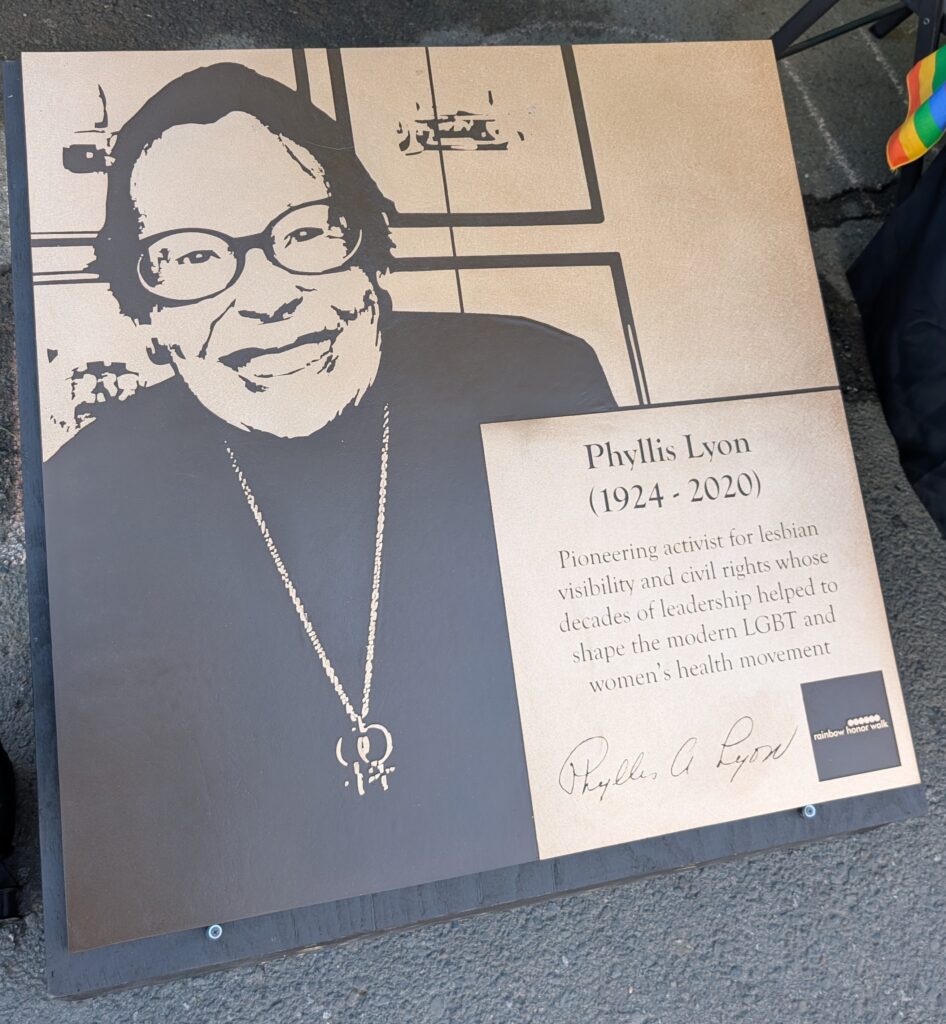 Phyllis Lyon
(1924 - 2020)
Pioneering activist for lesbian
visibility and civil rights whose
decades of leadership helped to
shape the modern LGBT and
women's health movement
Phyllis A Lyon
rainbow honor walk